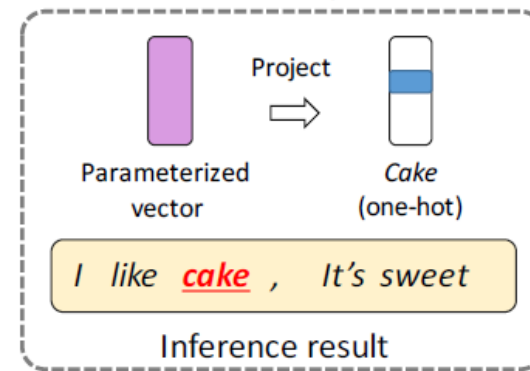 Project
Parameterized
vector
Cake
(one-hot)
I like cake , It's sweet
Inference result